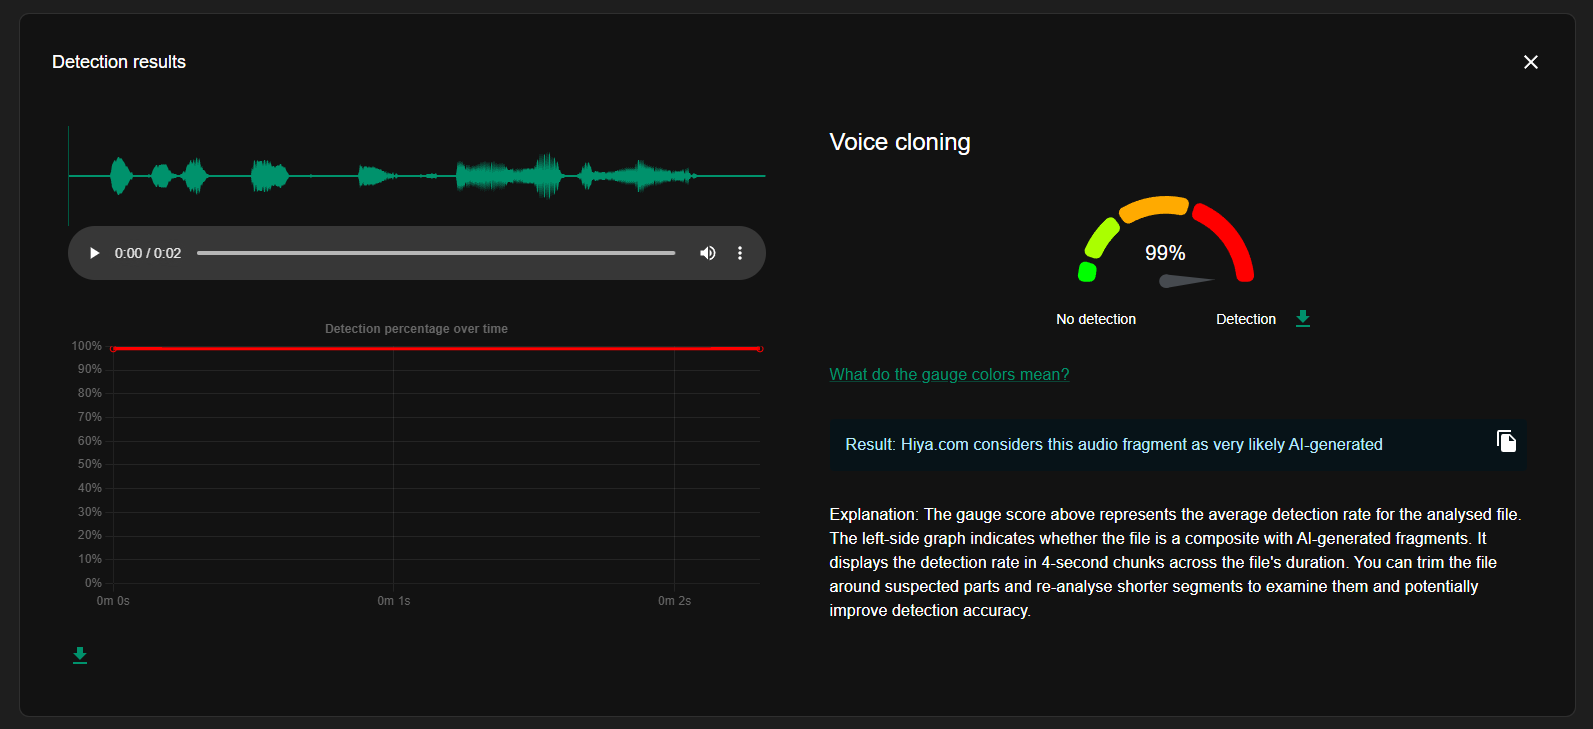 Detection results
0:00 / 0:02
Detection percentage over time
100%
90%
80%
70%
60%
50%
40%
30%
20%
10%
0%
0m 0s
0m 1s
0m 2s
Voice cloning
99%
No detection
Detection
What do the gauge colors mean?
Result: Hiya.com considers this audio fragment as very likely AI-generated
Explanation: The gauge score above represents the average detection rate for the analysed file.
The left-side graph indicates whether the file is a composite with AI-generated fragments. It
displays the detection rate in 4-second chunks across the file's duration. You can trim the file
around suspected parts and re-analyse shorter segments to examine them and potentially
improve detection accuracy.